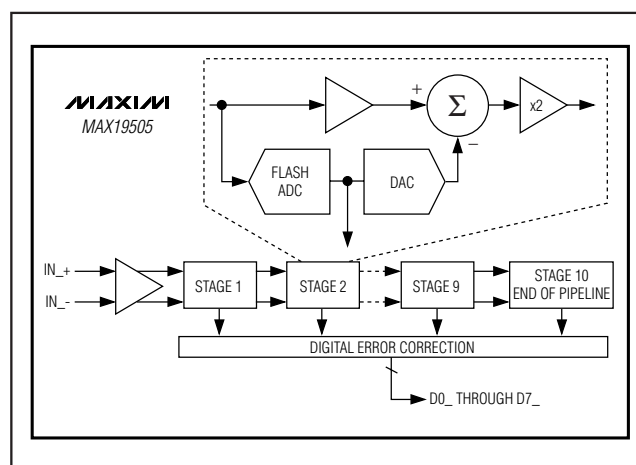 MAXIM
MAX19505
+
Σ
x2
−
FLASH
ADC
DAC
IN_+
IN_-
STAGE 1
STAGE 2
STAGE 9
STAGE 10
END OF PIPELINE
DIGITAL ERROR CORRECTION
D0_ THROUGH D7_